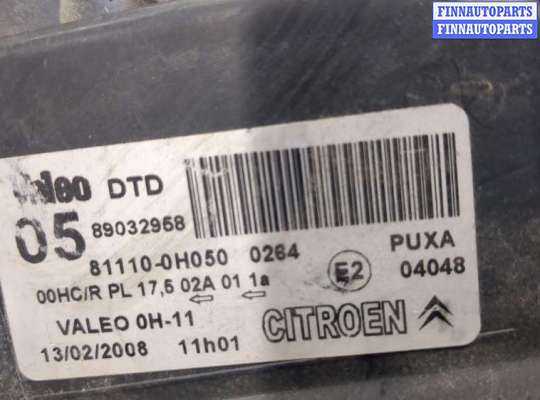 FINNAUTOPARTS
FINNAUTOPARTS
Valeo DTD
05 89032958
81110-0H050 0264 PUXA
00HC/R PL 17,5 02A 01 1a E2 04048
VALEO 0H-11 CITROEN
13/02/2008 11h01